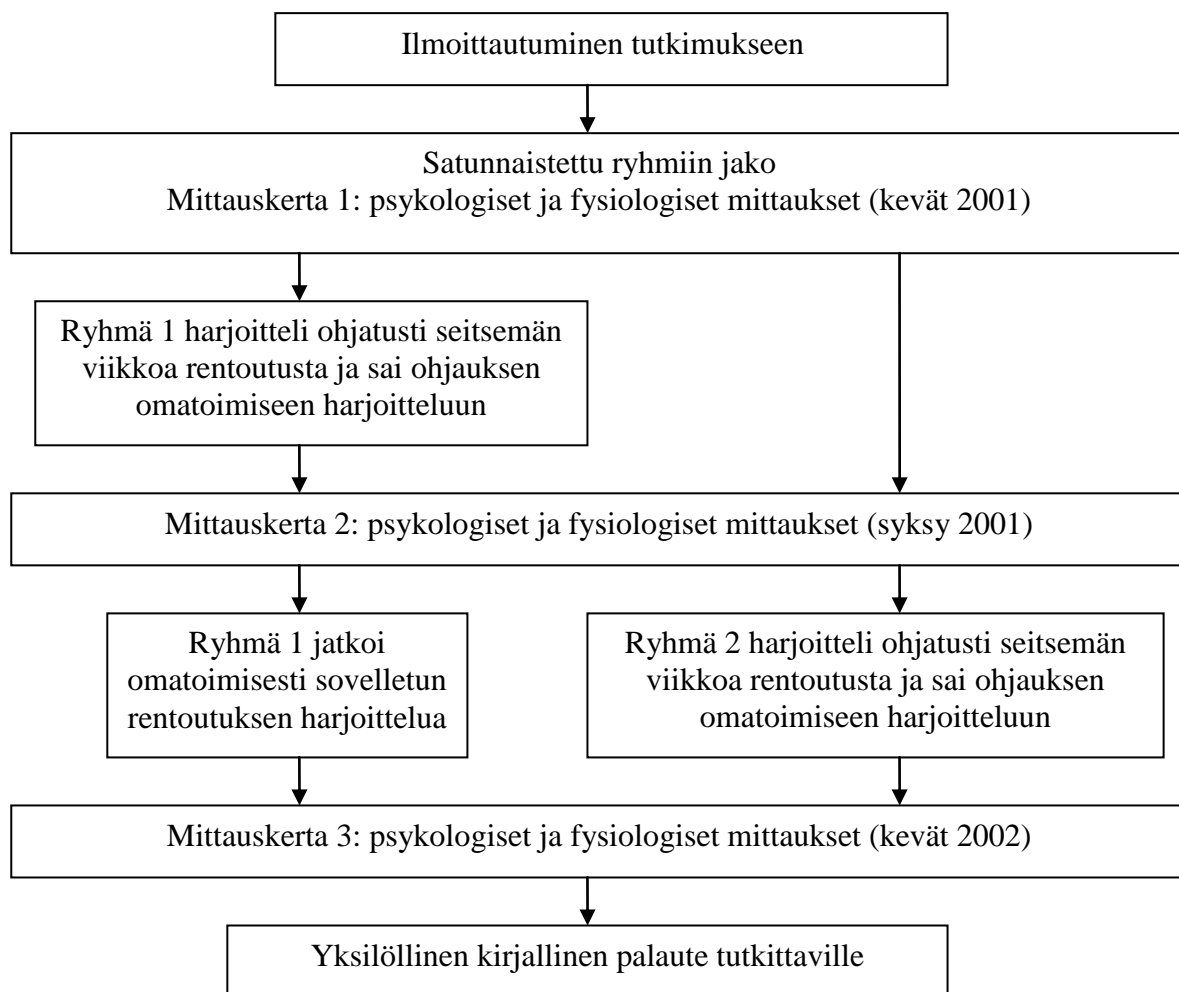 Ilmoittautuminen tutkimukseen
Satunnaistettu ryhmiin jako
Mittauskerta 1: psykologiset ja fysiologiset mittaukset (kevät 2001)
Ryhmä 1 harjoitteli ohjatusti seitsemän
viikkoa rentoutusta ja sai ohjauksen
omatoimiseen harjoitteluun
Mittauskerta 2: psykologiset ja fysiologiset mittaukset (syksy 2001)
Ryhmä 1 jatkoi
omatoimisesti sovelletun
rentoutuksen harjoittelua
Ryhmä 2 harjoitteli ohjatusti seitsemän
viikkoa rentoutusta ja sai ohjauksen
omatoimiseen harjoitteluun
Mittauskerta 3: psykologiset ja fysiologiset mittaukset (kevät 2002)
Yksilöllinen kirjallinen palaute tutkittaville